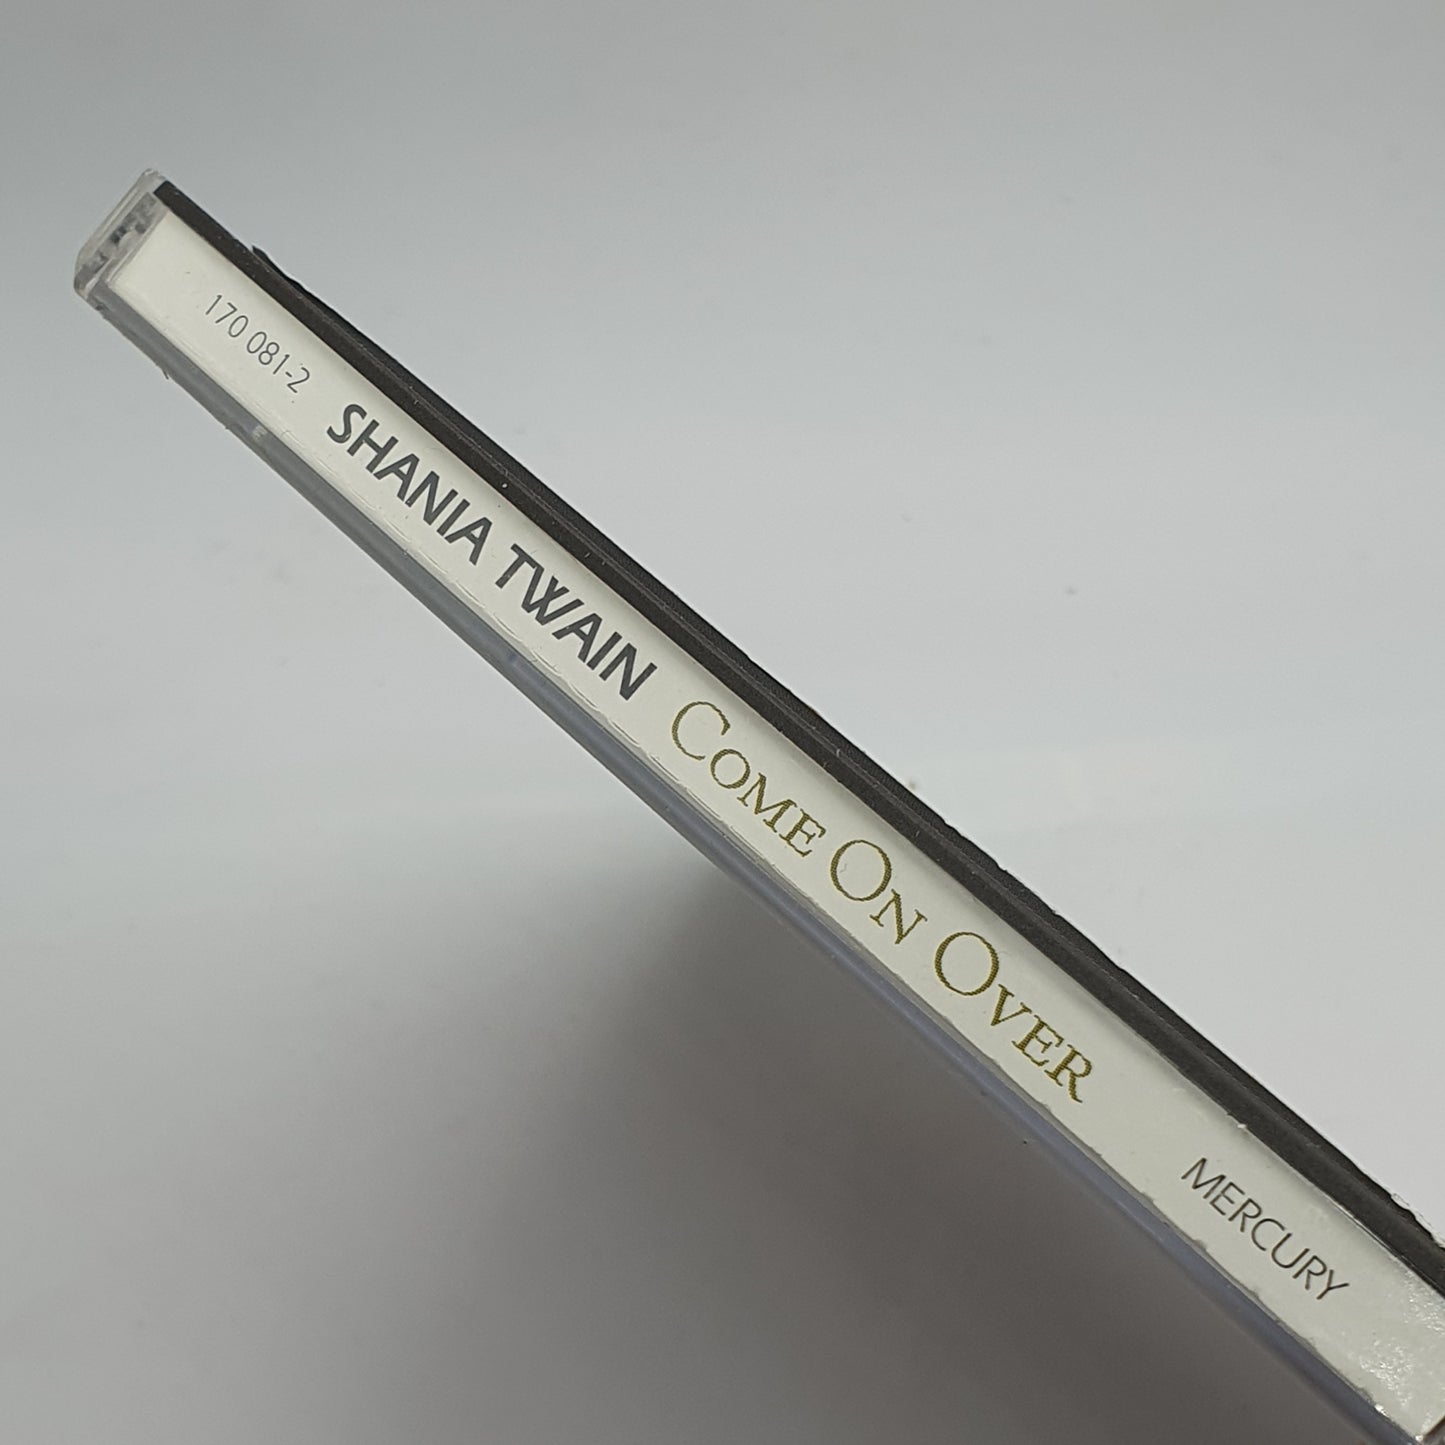 170 081-2 SHANIA TWAIN COME ON OVER MERCURY